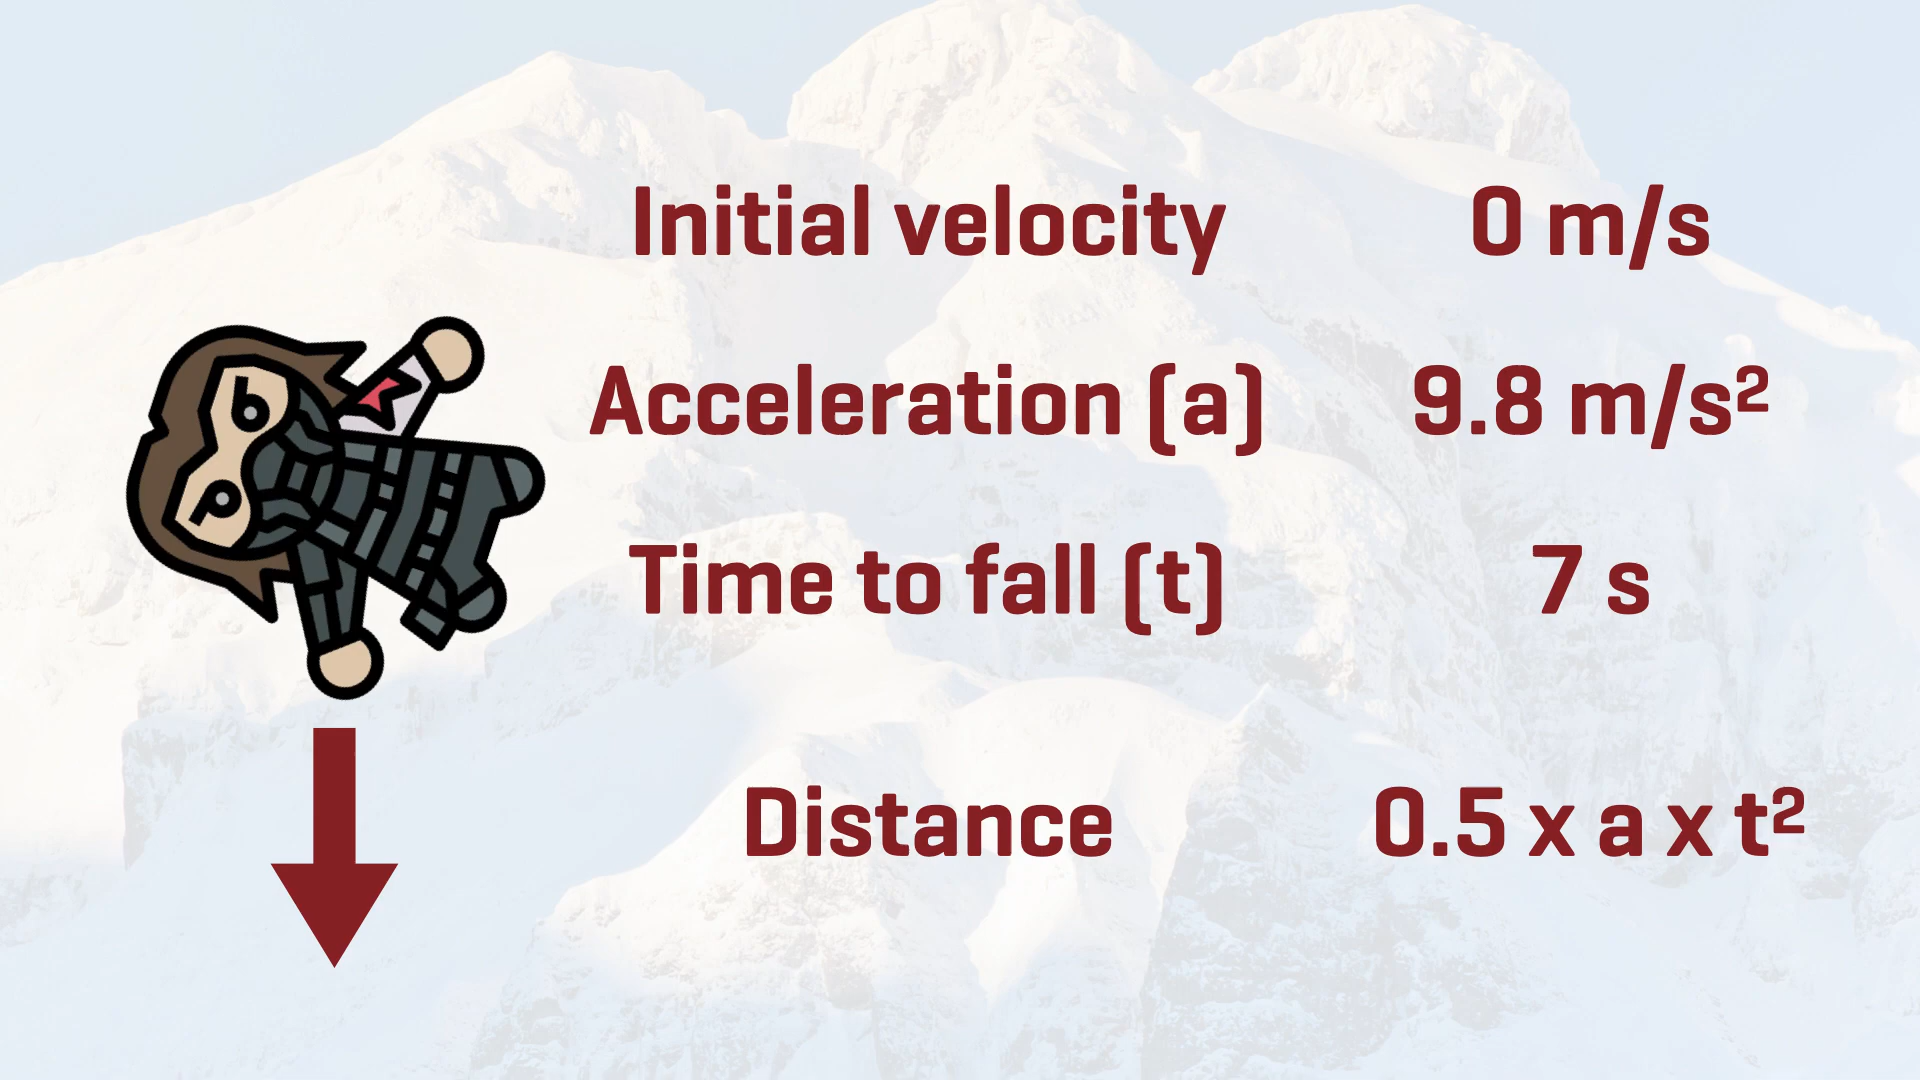 Initial velocity 0 m/s
Acceleration (a) 9.8 m/s²
Time to fall (t) 7 s
Distance 0.5 x a x t²